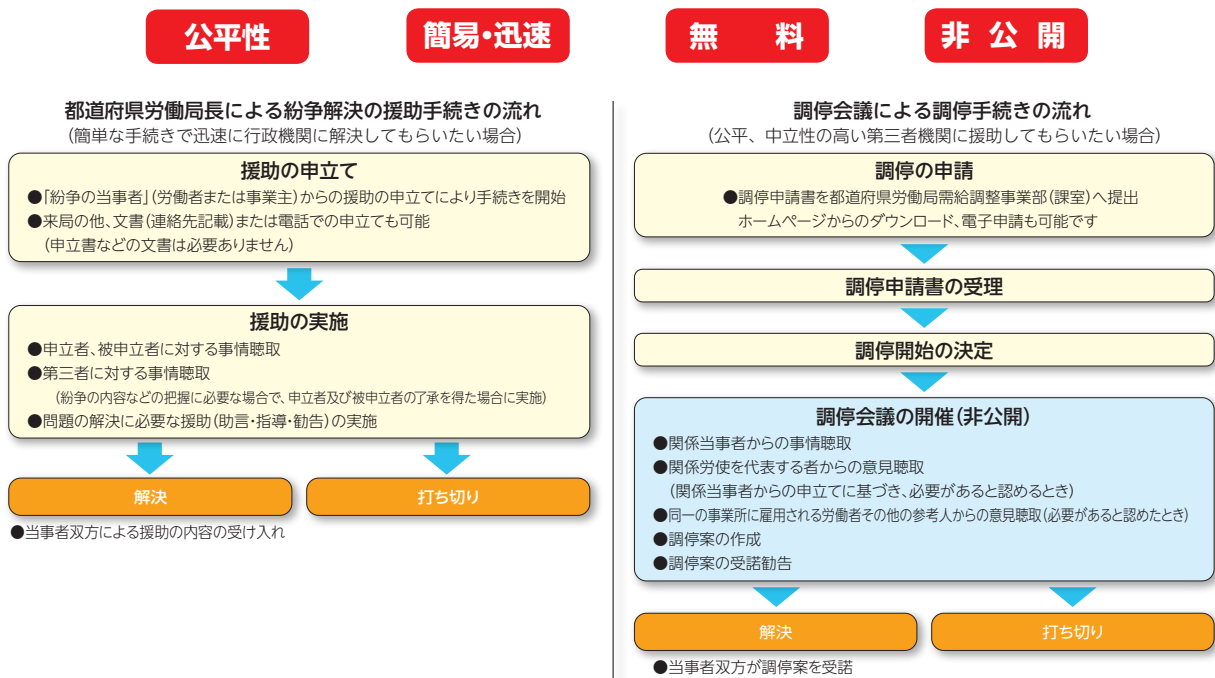 公平性
簡易・迅速
無料
非公開
都道府県労働局長による紛争解決の援助手続きの流れ
(簡単な手続きで迅速に行政機関に解決してもらいたい場合)
援助の申立て
●「紛争の当事者」(労働者または事業主)からの援助の申立てにより手続きを開始
●来局の他、文書(連絡先記載)または電話での申立ても可能
(申立書などの文書は必要ありません)
援助の実施
●申立者、被申立者に対する事情聴取
●第三者に対する事情聴取
(紛争の内容などの把握に必要な場合で、申立者及び被申立者の了承を得た場合に実施)
●問題の解決に必要な援助(助言・指導・勧告)の実施
解決
打ち切り
●当事者双方による援助の内容の受け入れ
調停会議による調停手続きの流れ
(公平、中立性の高い第三者機関に援助してもらいたい場合)
調停の申請
●調停申請書を都道府県労働局需給調整事業部(課室)へ提出
ホームページからのダウンロード、電子申請も可能です
調停申請書の受理
調停開始の決定
調停会議の開催(非公開)
●関係当事者からの事情聴取
●関係労使を代表する者からの意見聴取
(関係当事者からの申立てに基づき、必要があると認めるとき)
●同一の事業所に雇用される労働者その他の参考人からの意見聴取(必要があると認めたとき)
●調停案の作成
●調停案の受諾勧告
解決
打ち切り
●当事者双方が調停案を受諾